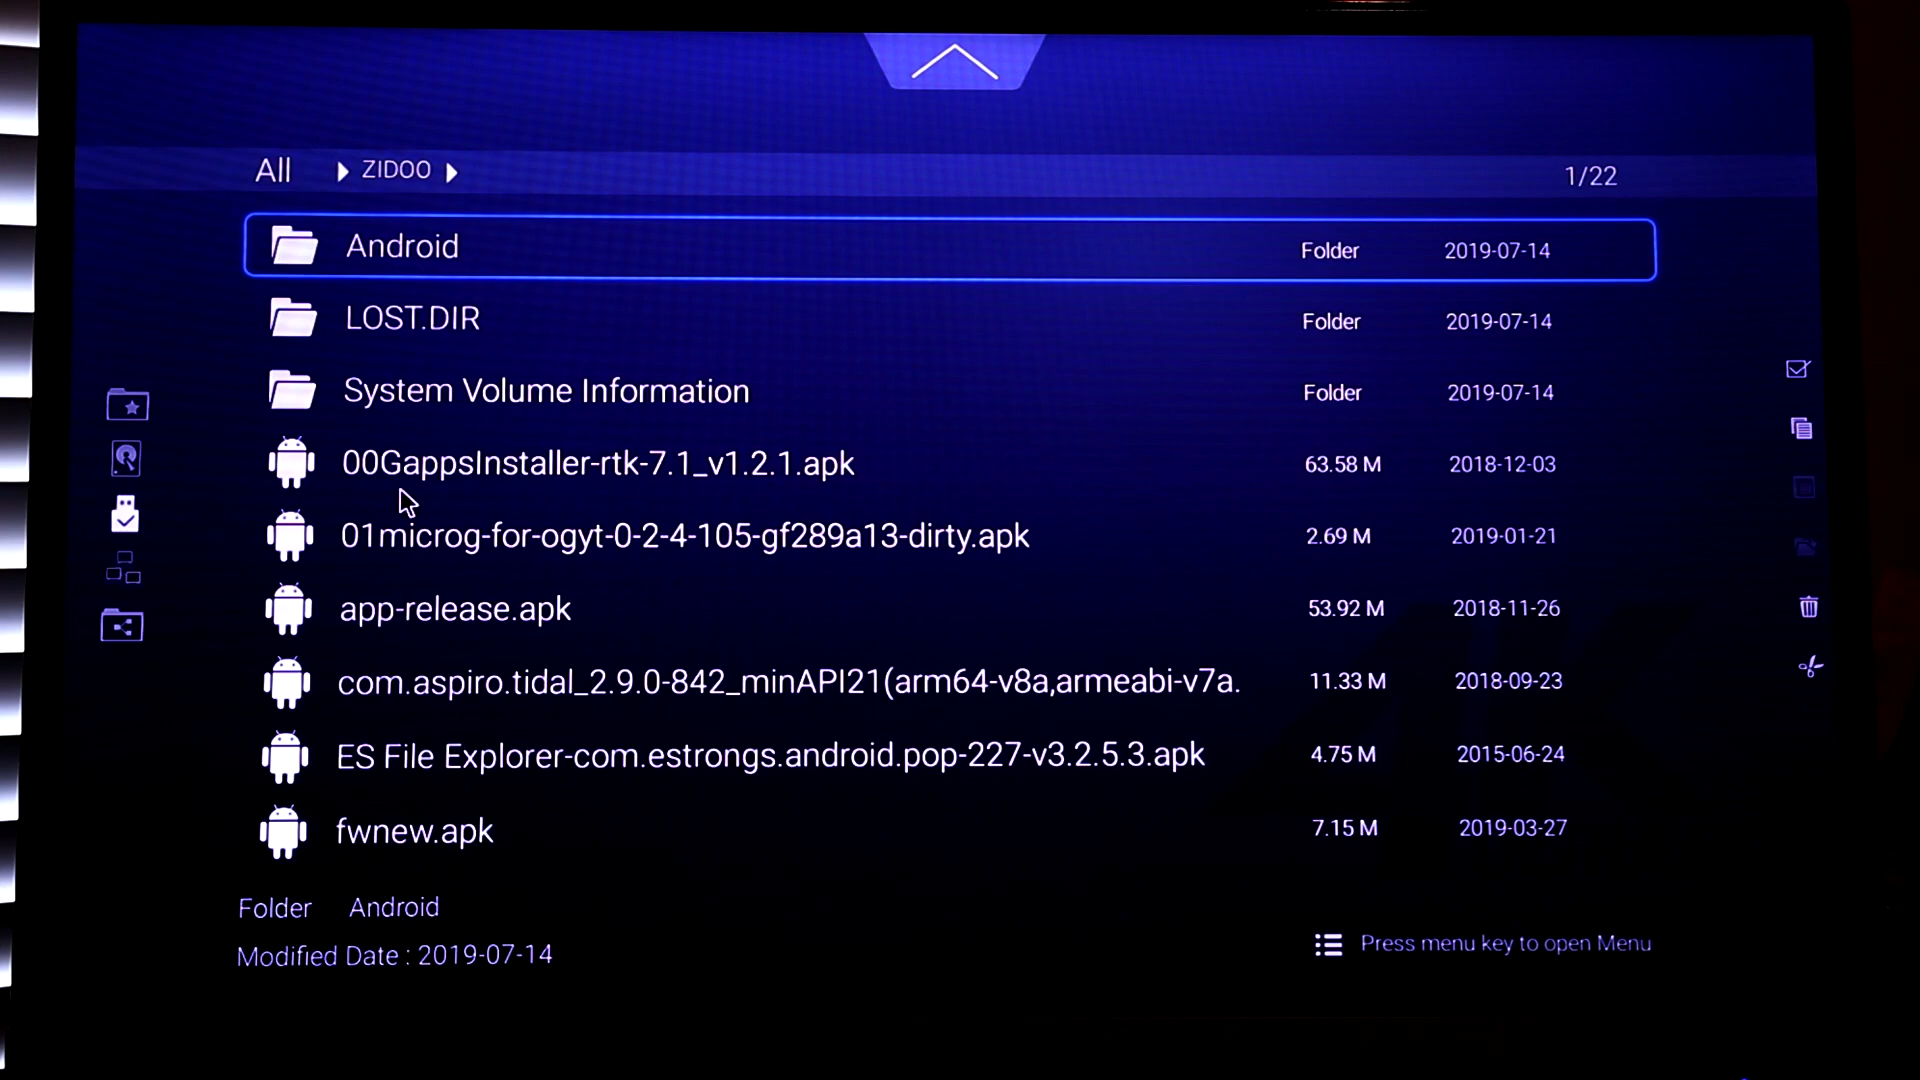 All ZIDOO 1/22
Android Folder 2019-07-14
LOST.DIR Folder 2019-07-14
System Volume Information Folder 2019-07-14
00GappsInstaller-rtk-7.1_v1.2.1.apk 63.58 M 2018-12-03
01microg-for-ogyt-0-2-4-105-gf289a13-dirty.apk 2.69 M 2019-01-21
app-release.apk 53.92 M 2018-11-26
com.aspiro.tidal_2.9.0-842_minAPI21(arm64-v8a,armeabi-v7a. 11.33 M 2018-09-23
ES File Explorer-com.estrongs.android.pop-227-v3.2.5.3.apk 4.75 M 2015-06-24
fwnew.apk 7.15 M 2019-03-27
Folder Android
Modified Date : 2019-07-14
Press menu key to open Menu